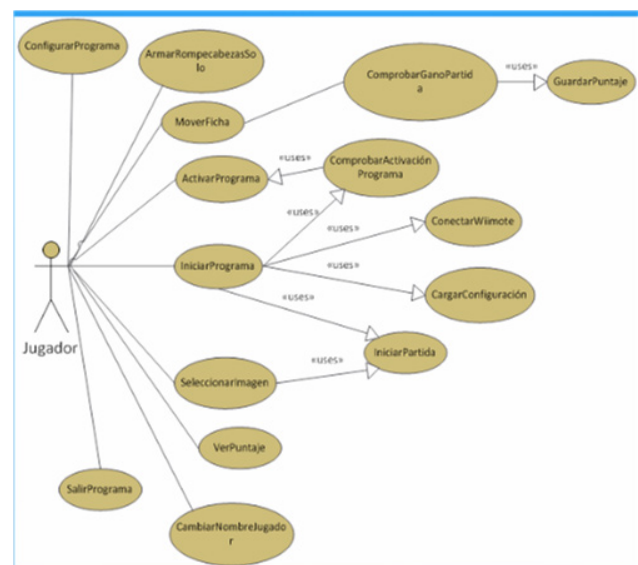 ConfigurarPrograma
ArmarRompecabezasSo
lo
ComprobarGanoPartid
a
«uses»
GuardarPuntaje
MoverFicha
ActivarPrograma
«uses»
ComprobarActivación
Programa
«uses»
ConectarWiimote
«uses»
IniciarPrograma
«uses»
CargarConfiguración
«uses»
IniciarPartida
Jugador
SeleccionarImagen
«uses»
VerPuntaje
SalirPrograma
CambiarNombreJugado
r